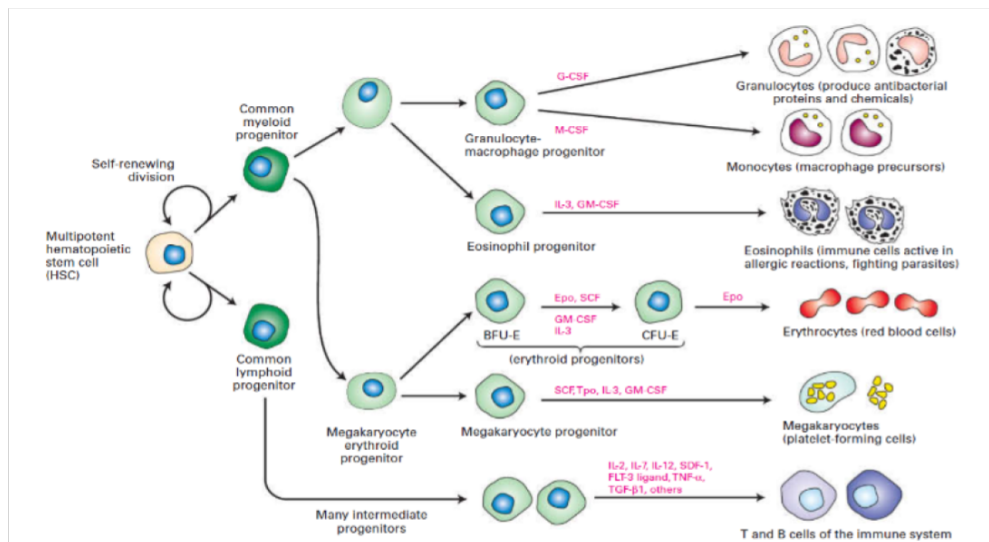 G-CSF
Granulocytes (produce antibacterial
proteins and chemicals)
Common
myeloid
progenitor
M-CSF
Granulocyte-
macrophage progenitor
Monocytes (macrophage precursors)
Self-renewing
division
IL-3, GM-CSF
Multipotent
hematopoietic
stem cell
(HSC)
Eosinophil progenitor
Eosinophils (immune cells active in
allergic reactions, fighting parasites)
Epo, SCF
Epo
GM-CSF
IL-3
BFU-E
CFU-E
Erythrocytes (red blood cells)
(erythroid progenitors)
Common
lymphoid
progenitor
SCF, Tpo, IL-3, GM-CSF
Megakaryocyte
erythroid
progenitor
Megakaryocyte progenitor
Megakaryocytes
(platelet-forming cells)
IL-2, IL-7, IL-12, SDF-1,
FLT-3 ligand, TNF-α,
TGF-β1, others
Many intermediate
progenitors
T and B cells of the immune system